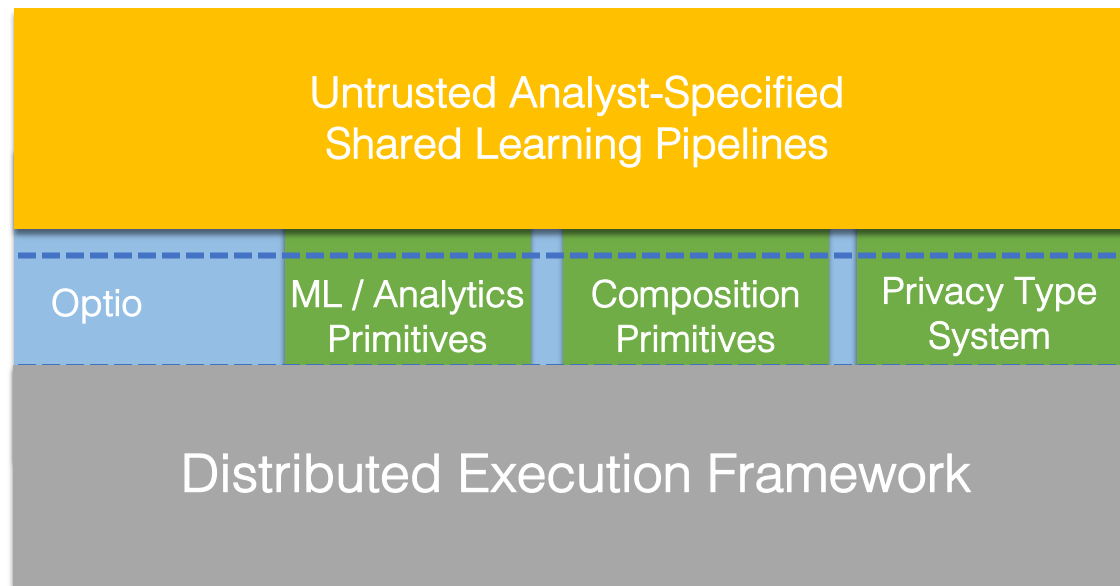 Untrusted Analyst-Specified
Shared Learning Pipelines
Optio
ML / Analytics
Primitives
Composition
Primitives
Privacy Type
System
Distributed Execution Framework